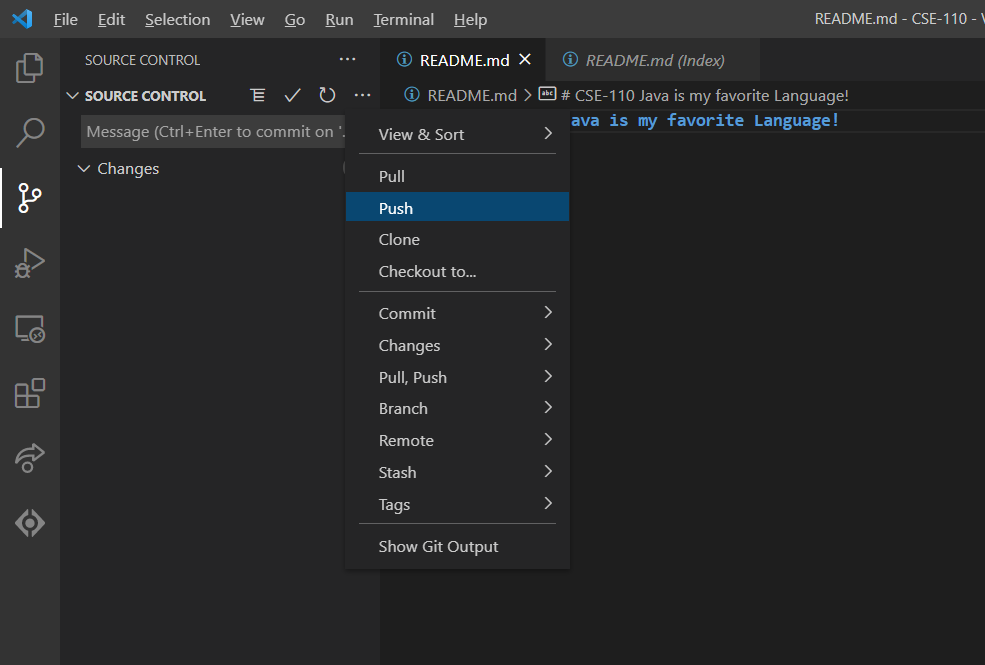 File Edit Selection View Go Run Terminal Help README.md - CSE-110 -
SOURCE CONTROL ...
README.md README.md (Index)
SOURCE CONTROL ...
README.md > # CSE-110 Java is my favorite Language!
Message (Ctrl+Enter to commit on '
ava is my favorite Language!
Changes
View & Sort
Pull
Push
Clone
Checkout to...
Commit
Changes
Pull, Push
Branch
Remote
Stash
Tags
Show Git Output